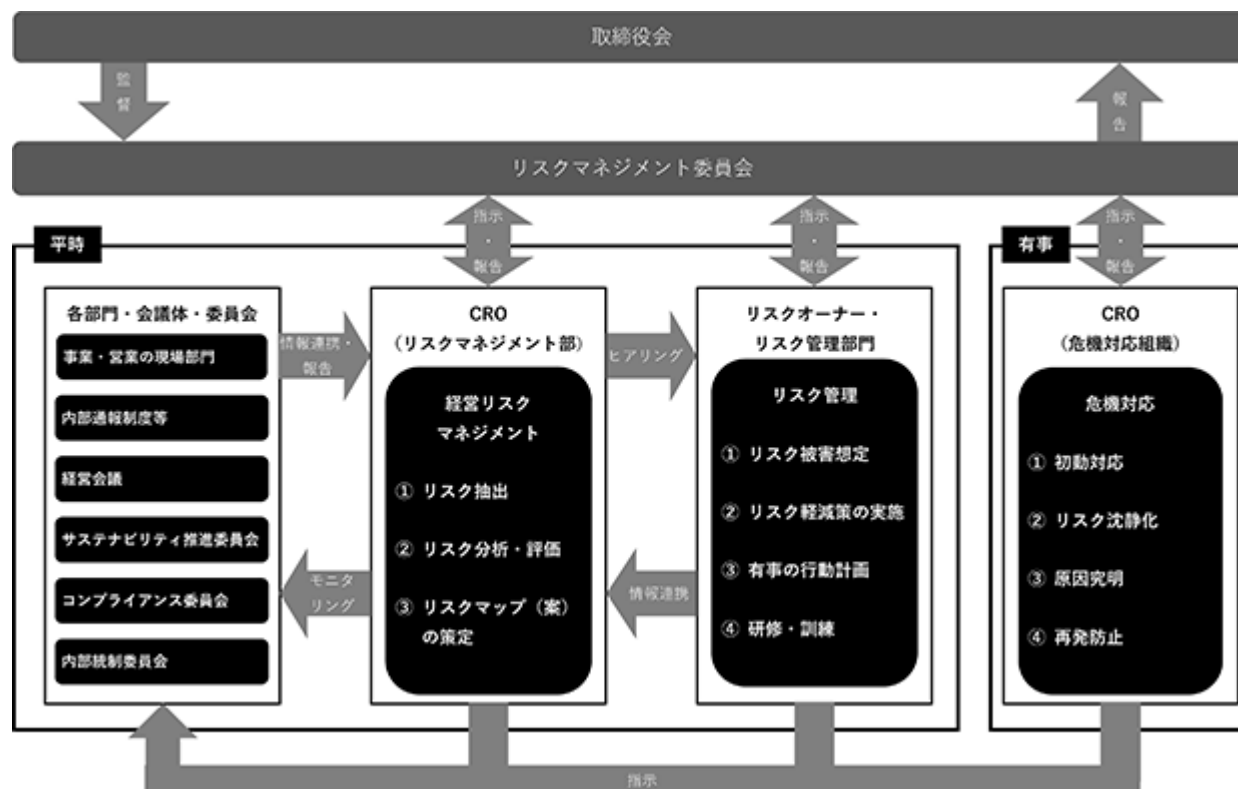 取締役会
監
督
報
告
リスクマネジメント委員会
指示
・
報告
指示
・
報告
指示
・
報告
平時
有事
各部門・会議体・委員会
事業・営業の現場部門
内部通報制度等
経営会議
サステナビリティ推進委員会
コンプライアンス委員会
内部統制委員会
情報連携・
報告
モニタ
リング
CRO
（リスクマネジメント部）
経営リスク
マネジメント
① リスク抽出
② リスク分析・評価
③ リスクマップ（案）
の策定
ヒアリング
情報連携
リスクオーナー・
リスク管理部門
リスク管理
① リスク被害想定
② リスク軽減策の実施
③ 有事の行動計画
④ 研修・訓練
CRO
（危機対応組織）
危機対応
① 初動対応
② リスク沈静化
③ 原因究明
④ 再発防止
指示